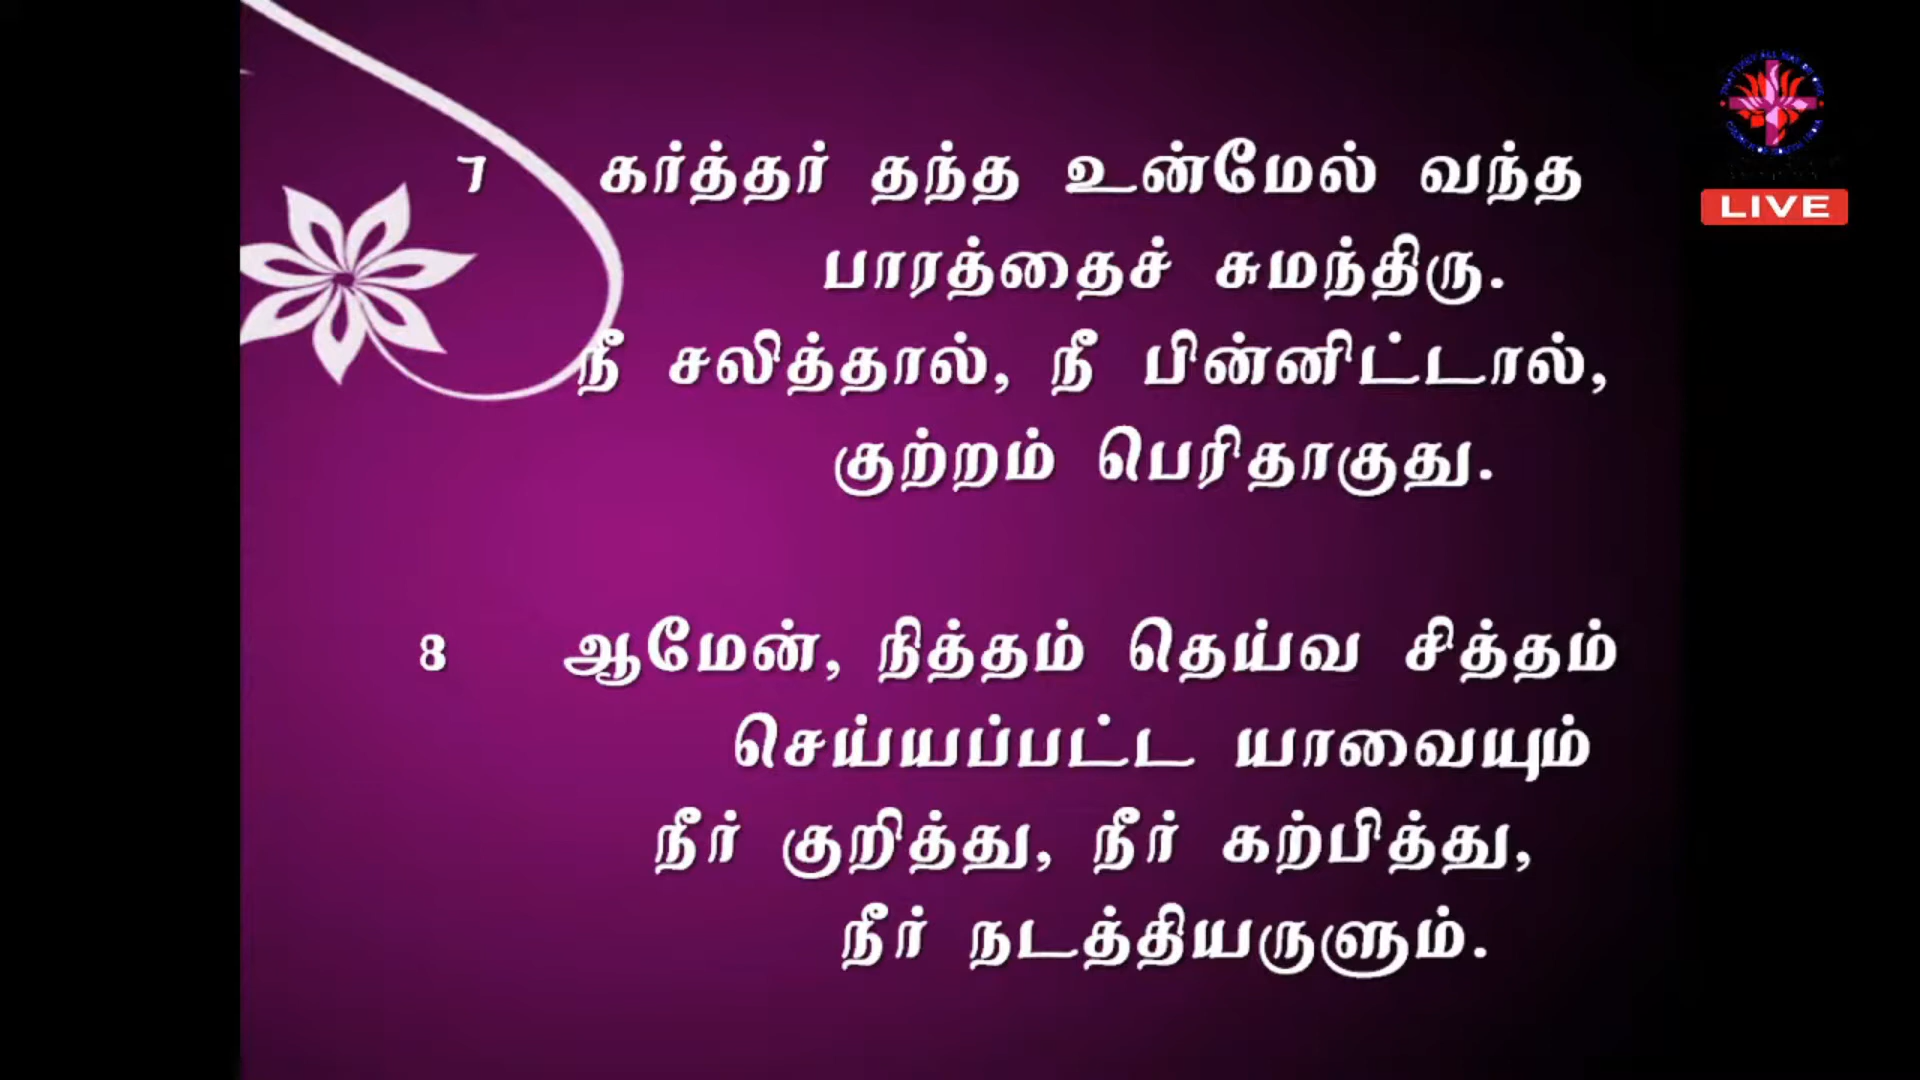 7 கர்த்தர் தந்த உன்மேல் வந்த
பாரத்தைச் சுமந்திரு.
நீ சலித்தால், நீ பின்னிட்டால்,
குற்றம் பெரிதாகுது.
8 ஆமேன், நித்தம் தெய்வ சித்தம்
செய்யப்பட்ட யாவையும்
நீர் குறித்து, நீர் கற்பித்து,
நீர் நடத்தியருளும்.
LIVE